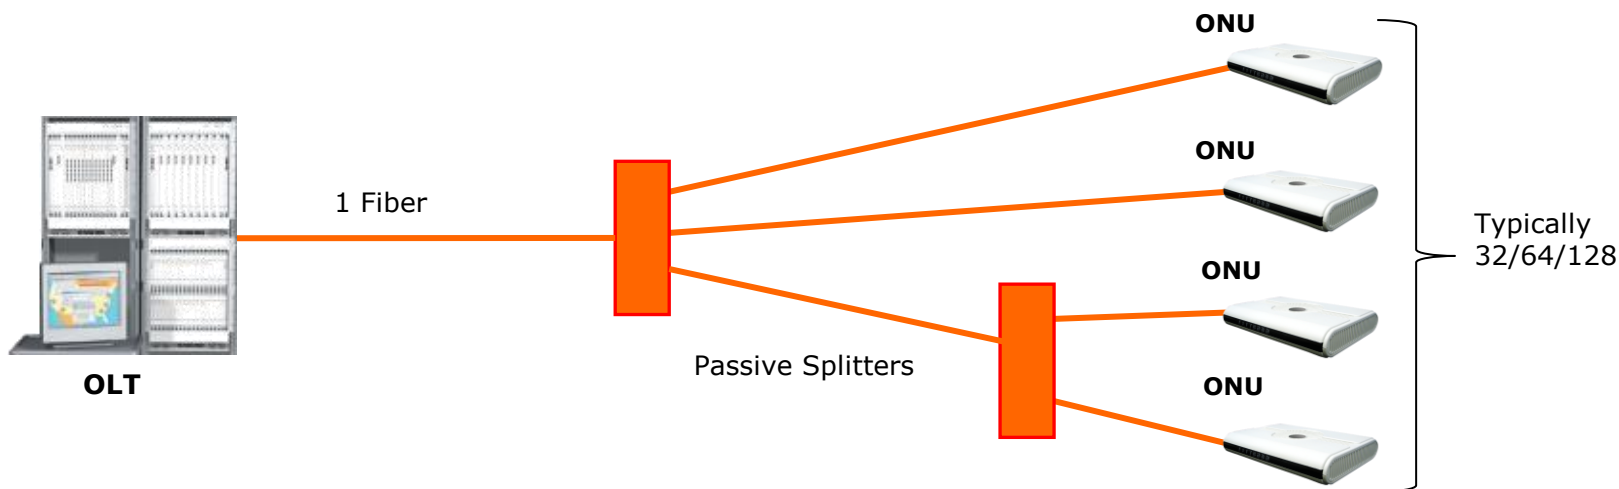 ONU
ONU
1 Fiber
Typically
32/64/128
ONU
Passive Splitters
OLT
ONU